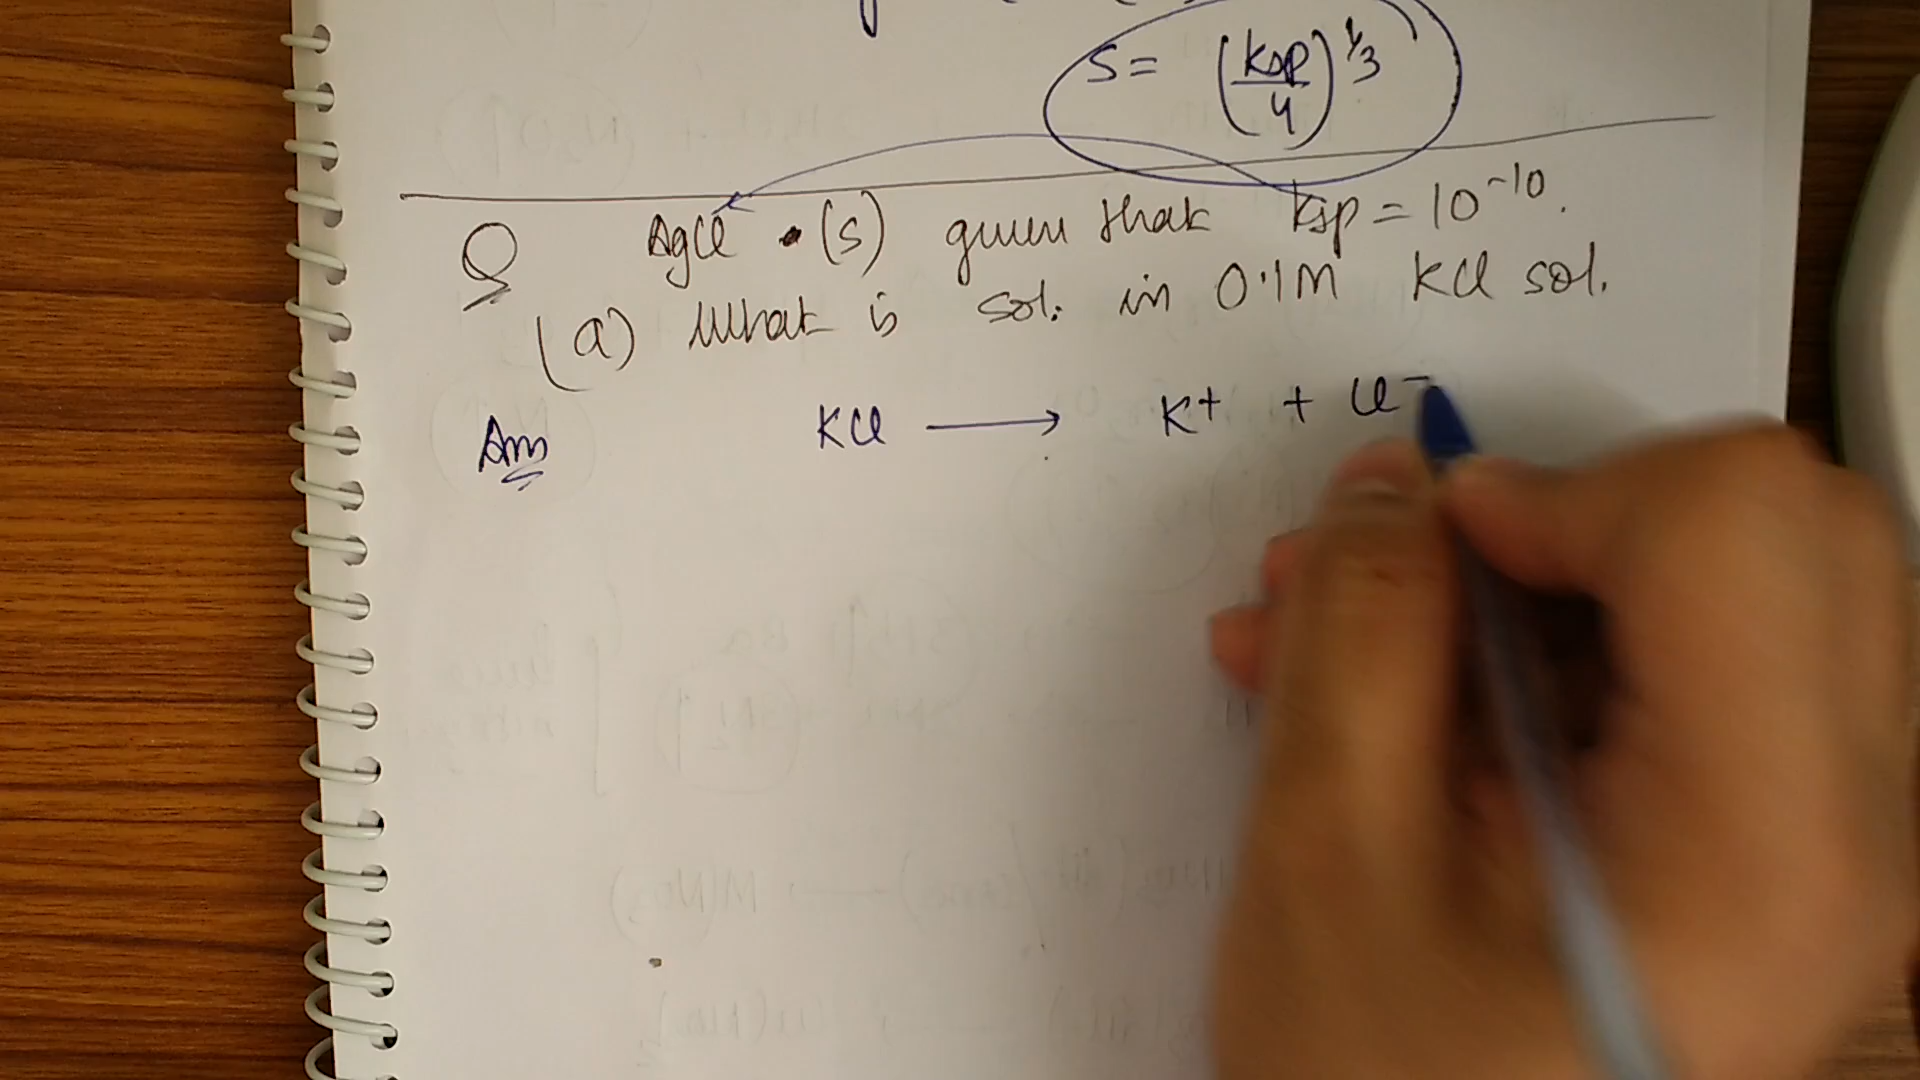 S = (Ksp/4)^1/3
Q AgCl (s) given that Ksp = 10^-10.
(a) What is sol. in 0.1M KCl sol.
Ans KCl ⟶ K+ + Cl-